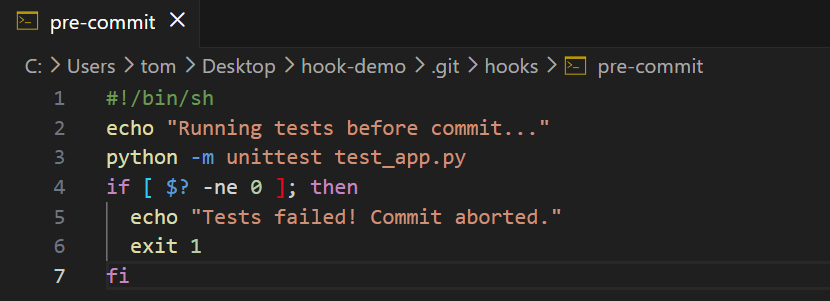 pre-commit
C: > Users > tom > Desktop > hook-demo > .git > hooks > pre-commit
1 #!/bin/sh
2 echo "Running tests before commit..."
3 python -m unittest test_app.py
4 if [ $? -ne 0 ]; then
5   echo "Tests failed! Commit aborted."
6   exit 1
7 fi